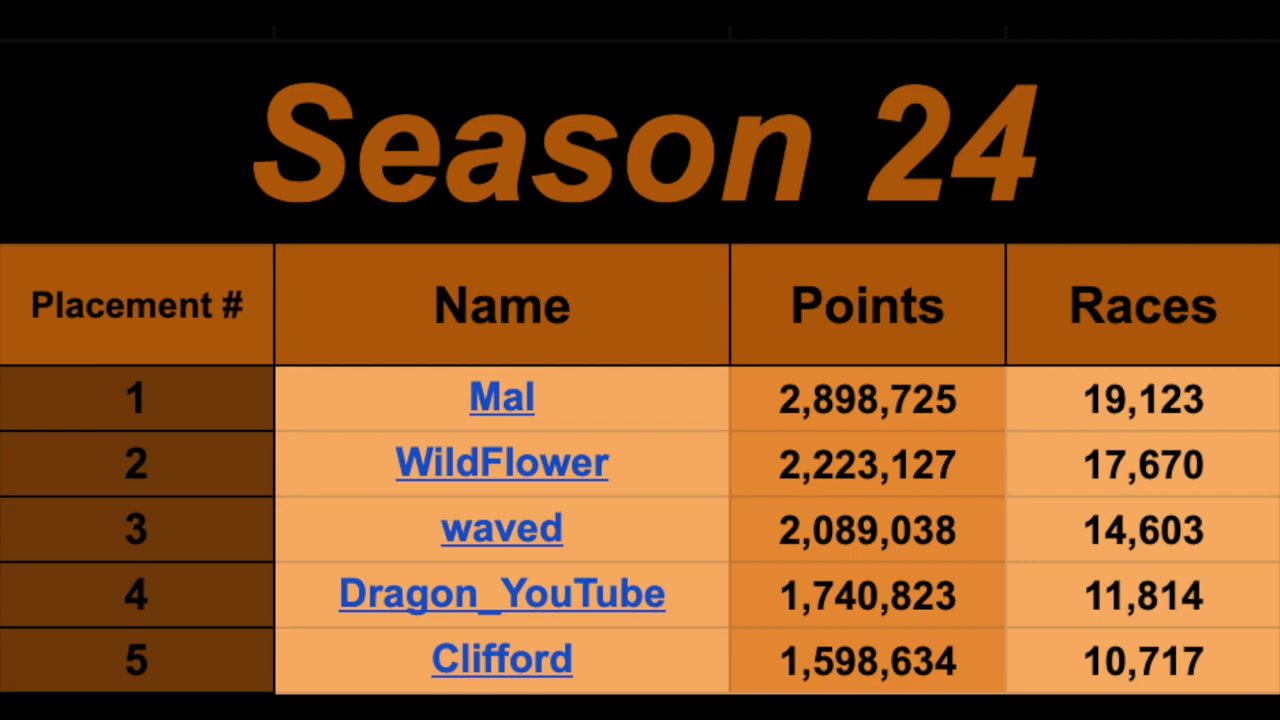 Season 24
Placement # Name Points Races
1 Mal 2,898,725 19,123
2 WildFlower 2,223,127 17,670
3 waved 2,089,038 14,603
4 Dragon_YouTube 1,740,823 11,814
5 Clifford 1,598,634 10,717